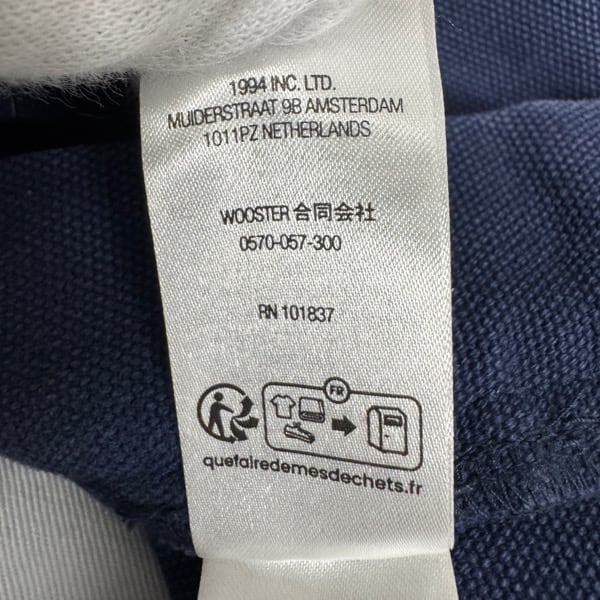 1994 INC. LTD.
MUIDERSTRAAT 9B AMSTERDAM
1011PZ NETHERLANDS
WOOSTER 合同会社
0570-057-300
RN 101837
FR
quefairedemesdechets.fr